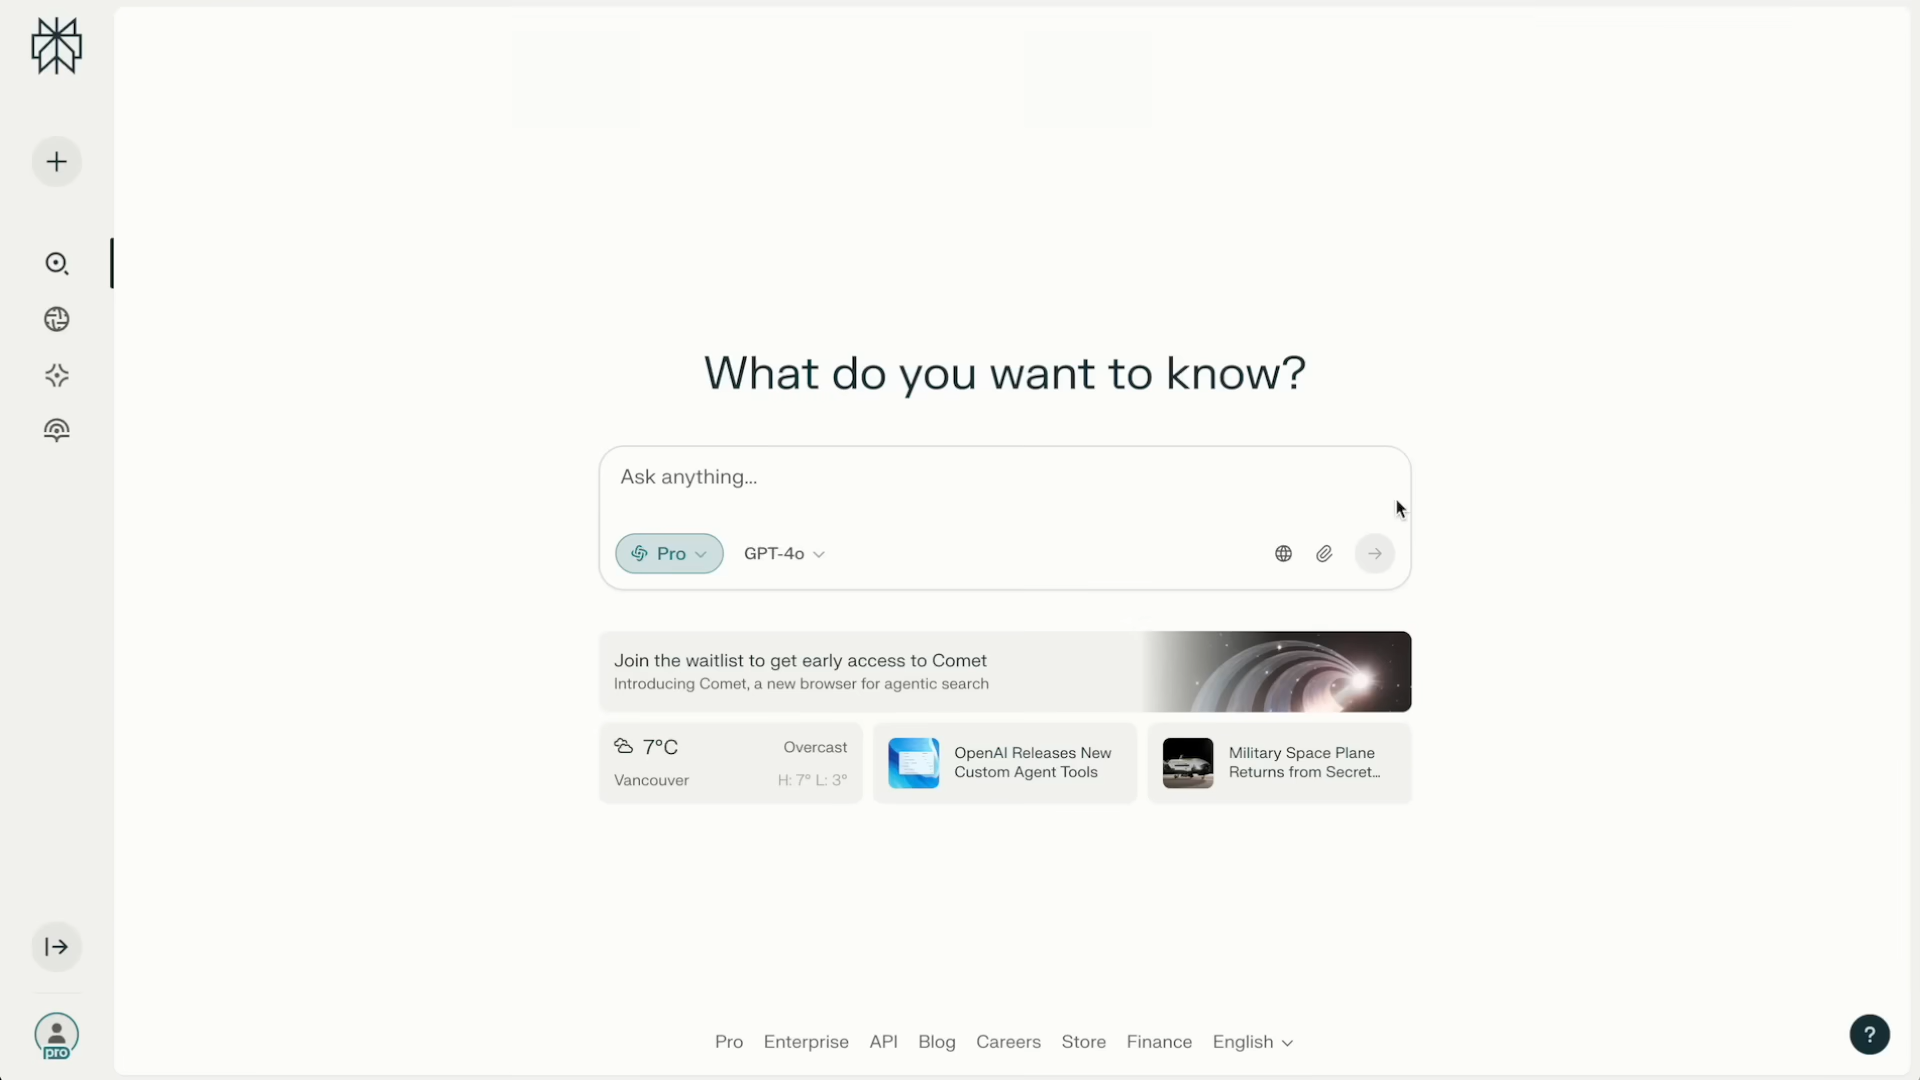 What do you want to know?
Ask anything...
Pro
GPT-4o
Join the waitlist to get early access to Comet
Introducing Comet, a new browser for agentic search
7°C
Overcast
Vancouver
H: 7° L: 3°
OpenAI Releases New
Custom Agent Tools
Military Space Plane
Returns from Secret...
pro
Pro Enterprise API Blog Careers Store Finance English
?